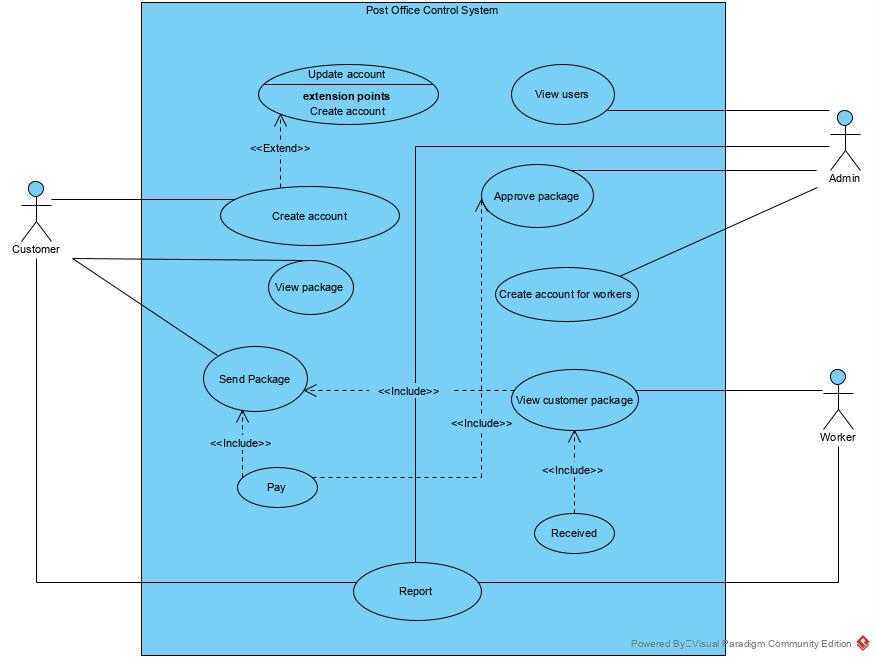 Post Office Control System
Update account
extension points
Create account
View users
<<Extend>>
Admin
Approve package
Create account
Customer
View package
Create account for workers
Send Package
<<Include>>
View customer package
<<Include>>
<<Include>>
Worker
<<Include>>
Pay
Received
Report
Powered By Visual Paradigm Community Edition